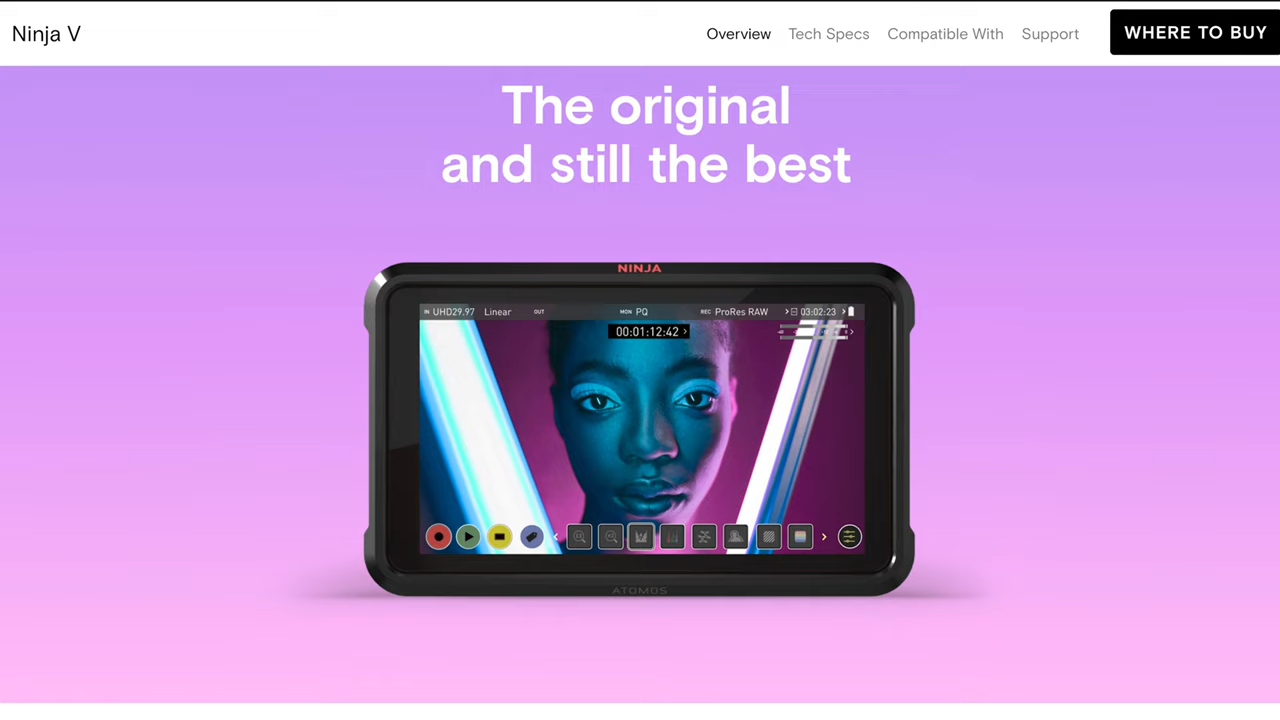 Ninja V
Overview Tech Specs Compatible With Support WHERE TO BUY
The original
and still the best
NINJA
IN UHD29.97 Linear OUT MON PQ REC ProRes RAW 03:02:23
00:01:12:42
ATOMOS